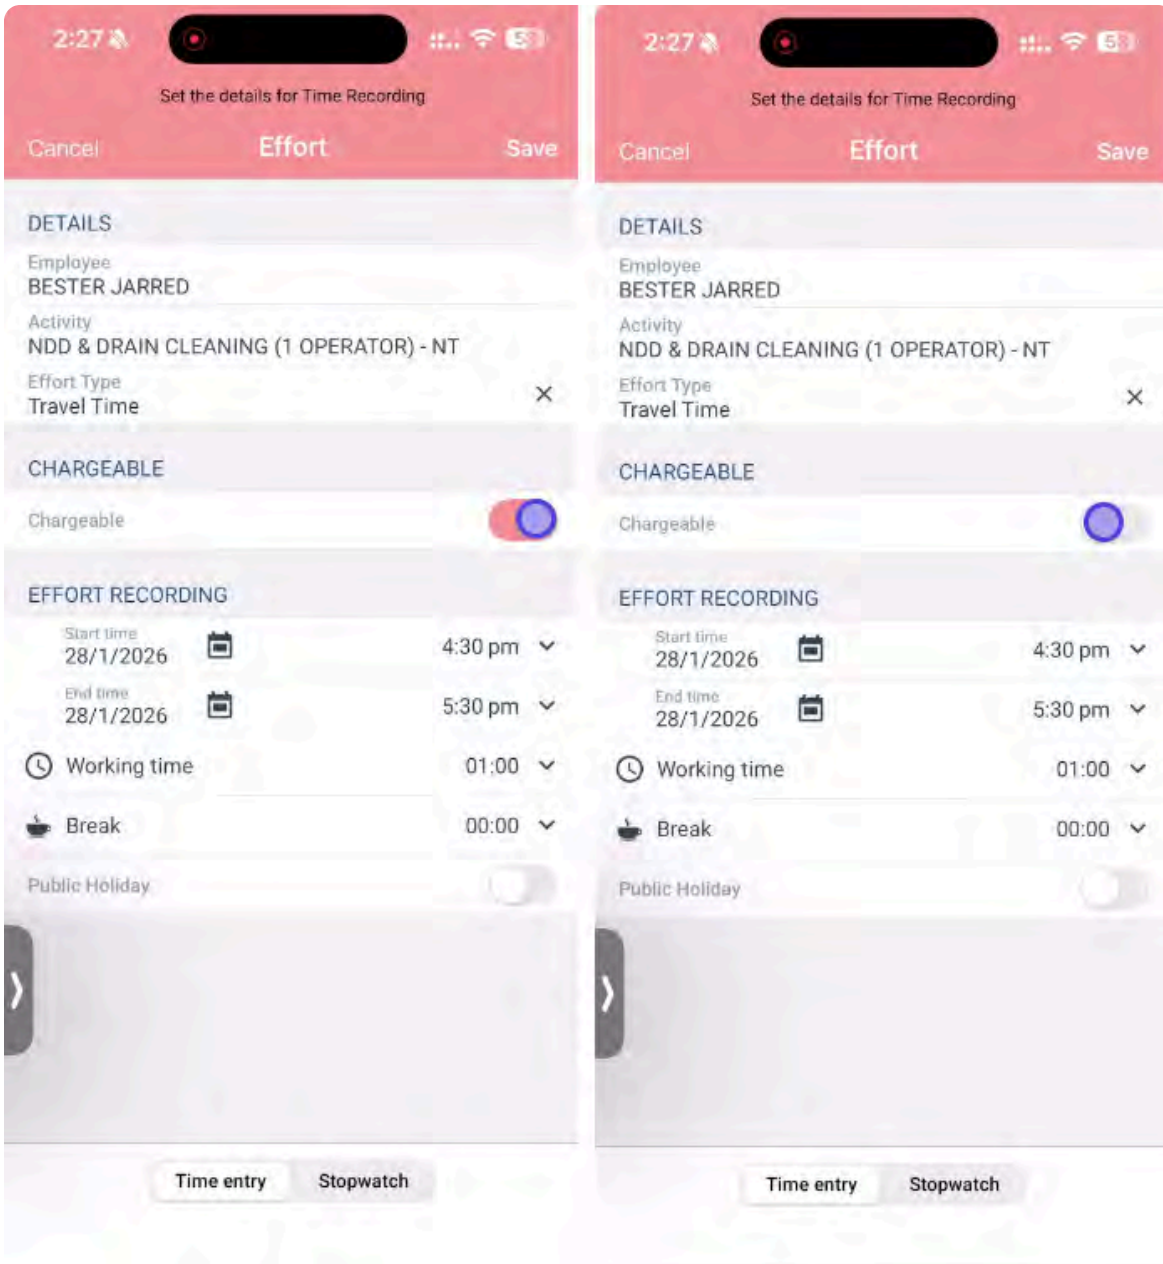 2:27
5
Set the details for Time Recording
Cancel Effort Save
DETAILS
Employee
BESTER JARRED
Activity
NDD & DRAIN CLEANING (1 OPERATOR) - NT
Effort Type
Travel Time
CHARGEABLE
Chargeable
EFFORT RECORDING
Start time
28/1/2026 4:30 pm
End time
28/1/2026 5:30 pm
Working time 01:00
Break 00:00
Public Holiday
Time entry Stopwatch
2:27
5
Set the details for Time Recording
Cancel Effort Save
DETAILS
Employee
BESTER JARRED
Activity
NDD & DRAIN CLEANING (1 OPERATOR) - NT
Effort Type
Travel Time
CHARGEABLE
Chargeable
EFFORT RECORDING
Start time
28/1/2026 4:30 pm
End time
28/1/2026 5:30 pm
Working time 01:00
Break 00:00
Public Holiday
Time entry Stopwatch